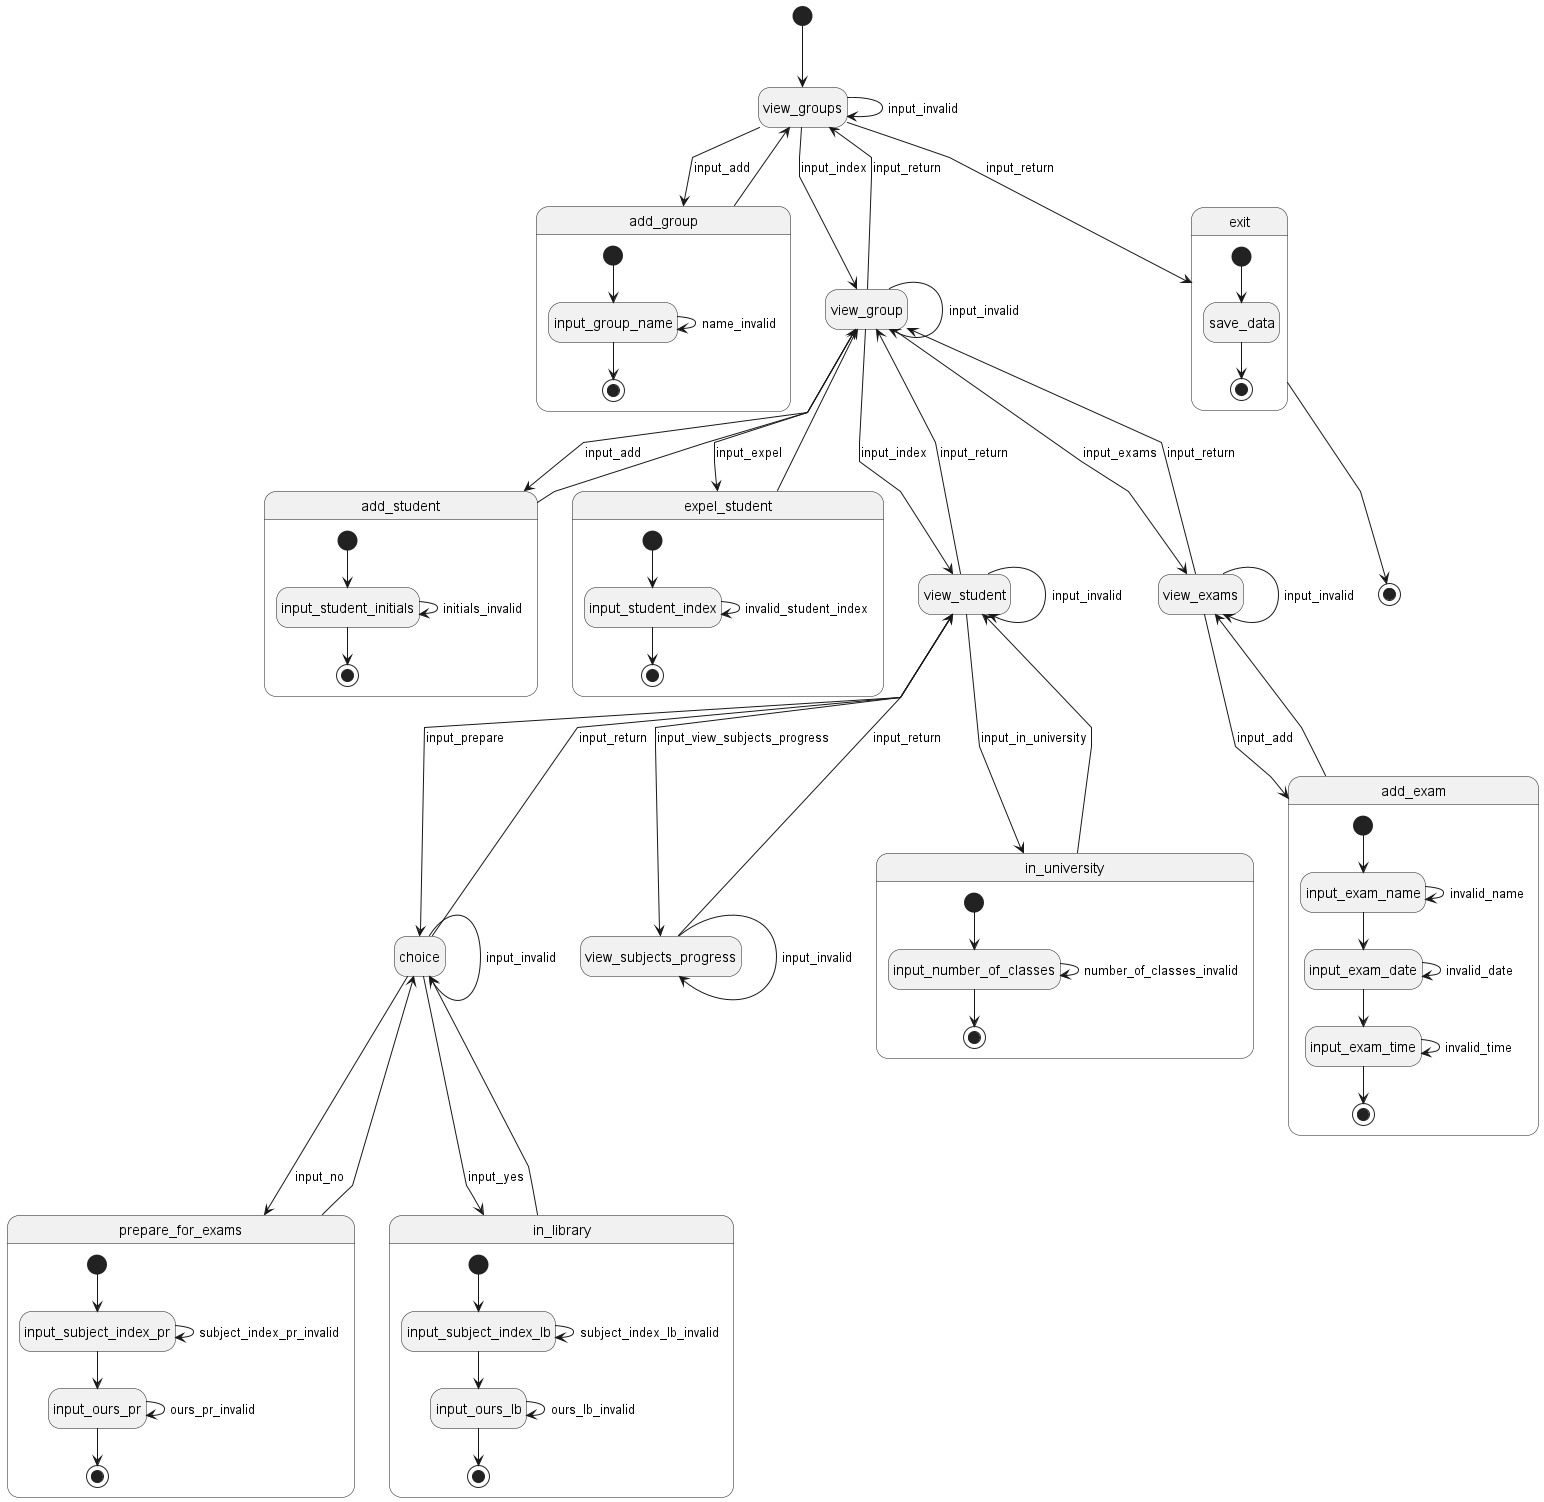 view_groups
input_invalid
input_add
input_index
input_return
input_return
add_group
exit
input_group_name
name_invalid
view_group
input_invalid
save_data
input_add
input_expel
input_index
input_return
input_exams
input_return
add_student
expel_student
input_student_initials
initials_invalid
input_student_index
invalid_student_index
view_student
input_invalid
view_exams
input_invalid
input_prepare
input_return
input_view_subjects_progress
input_return
input_in_university
input_add
add_exam
in_university
input_exam_name
invalid_name
choice
input_invalid
view_subjects_progress
input_invalid
input_number_of_classes
number_of_classes_invalid
input_exam_date
invalid_date
input_exam_time
invalid_time
input_no
input_yes
prepare_for_exams
in_library
input_subject_index_pr
subject_index_pr_invalid
input_subject_index_lb
subject_index_lb_invalid
input_ours_pr
ours_pr_invalid
input_ours_lb
ours_lb_invalid